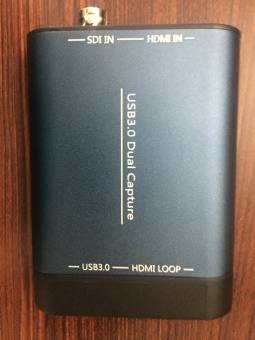 SDI IN HDMI IN
USB3.0 Dual Capture
USB3.0 HDMI LOOP